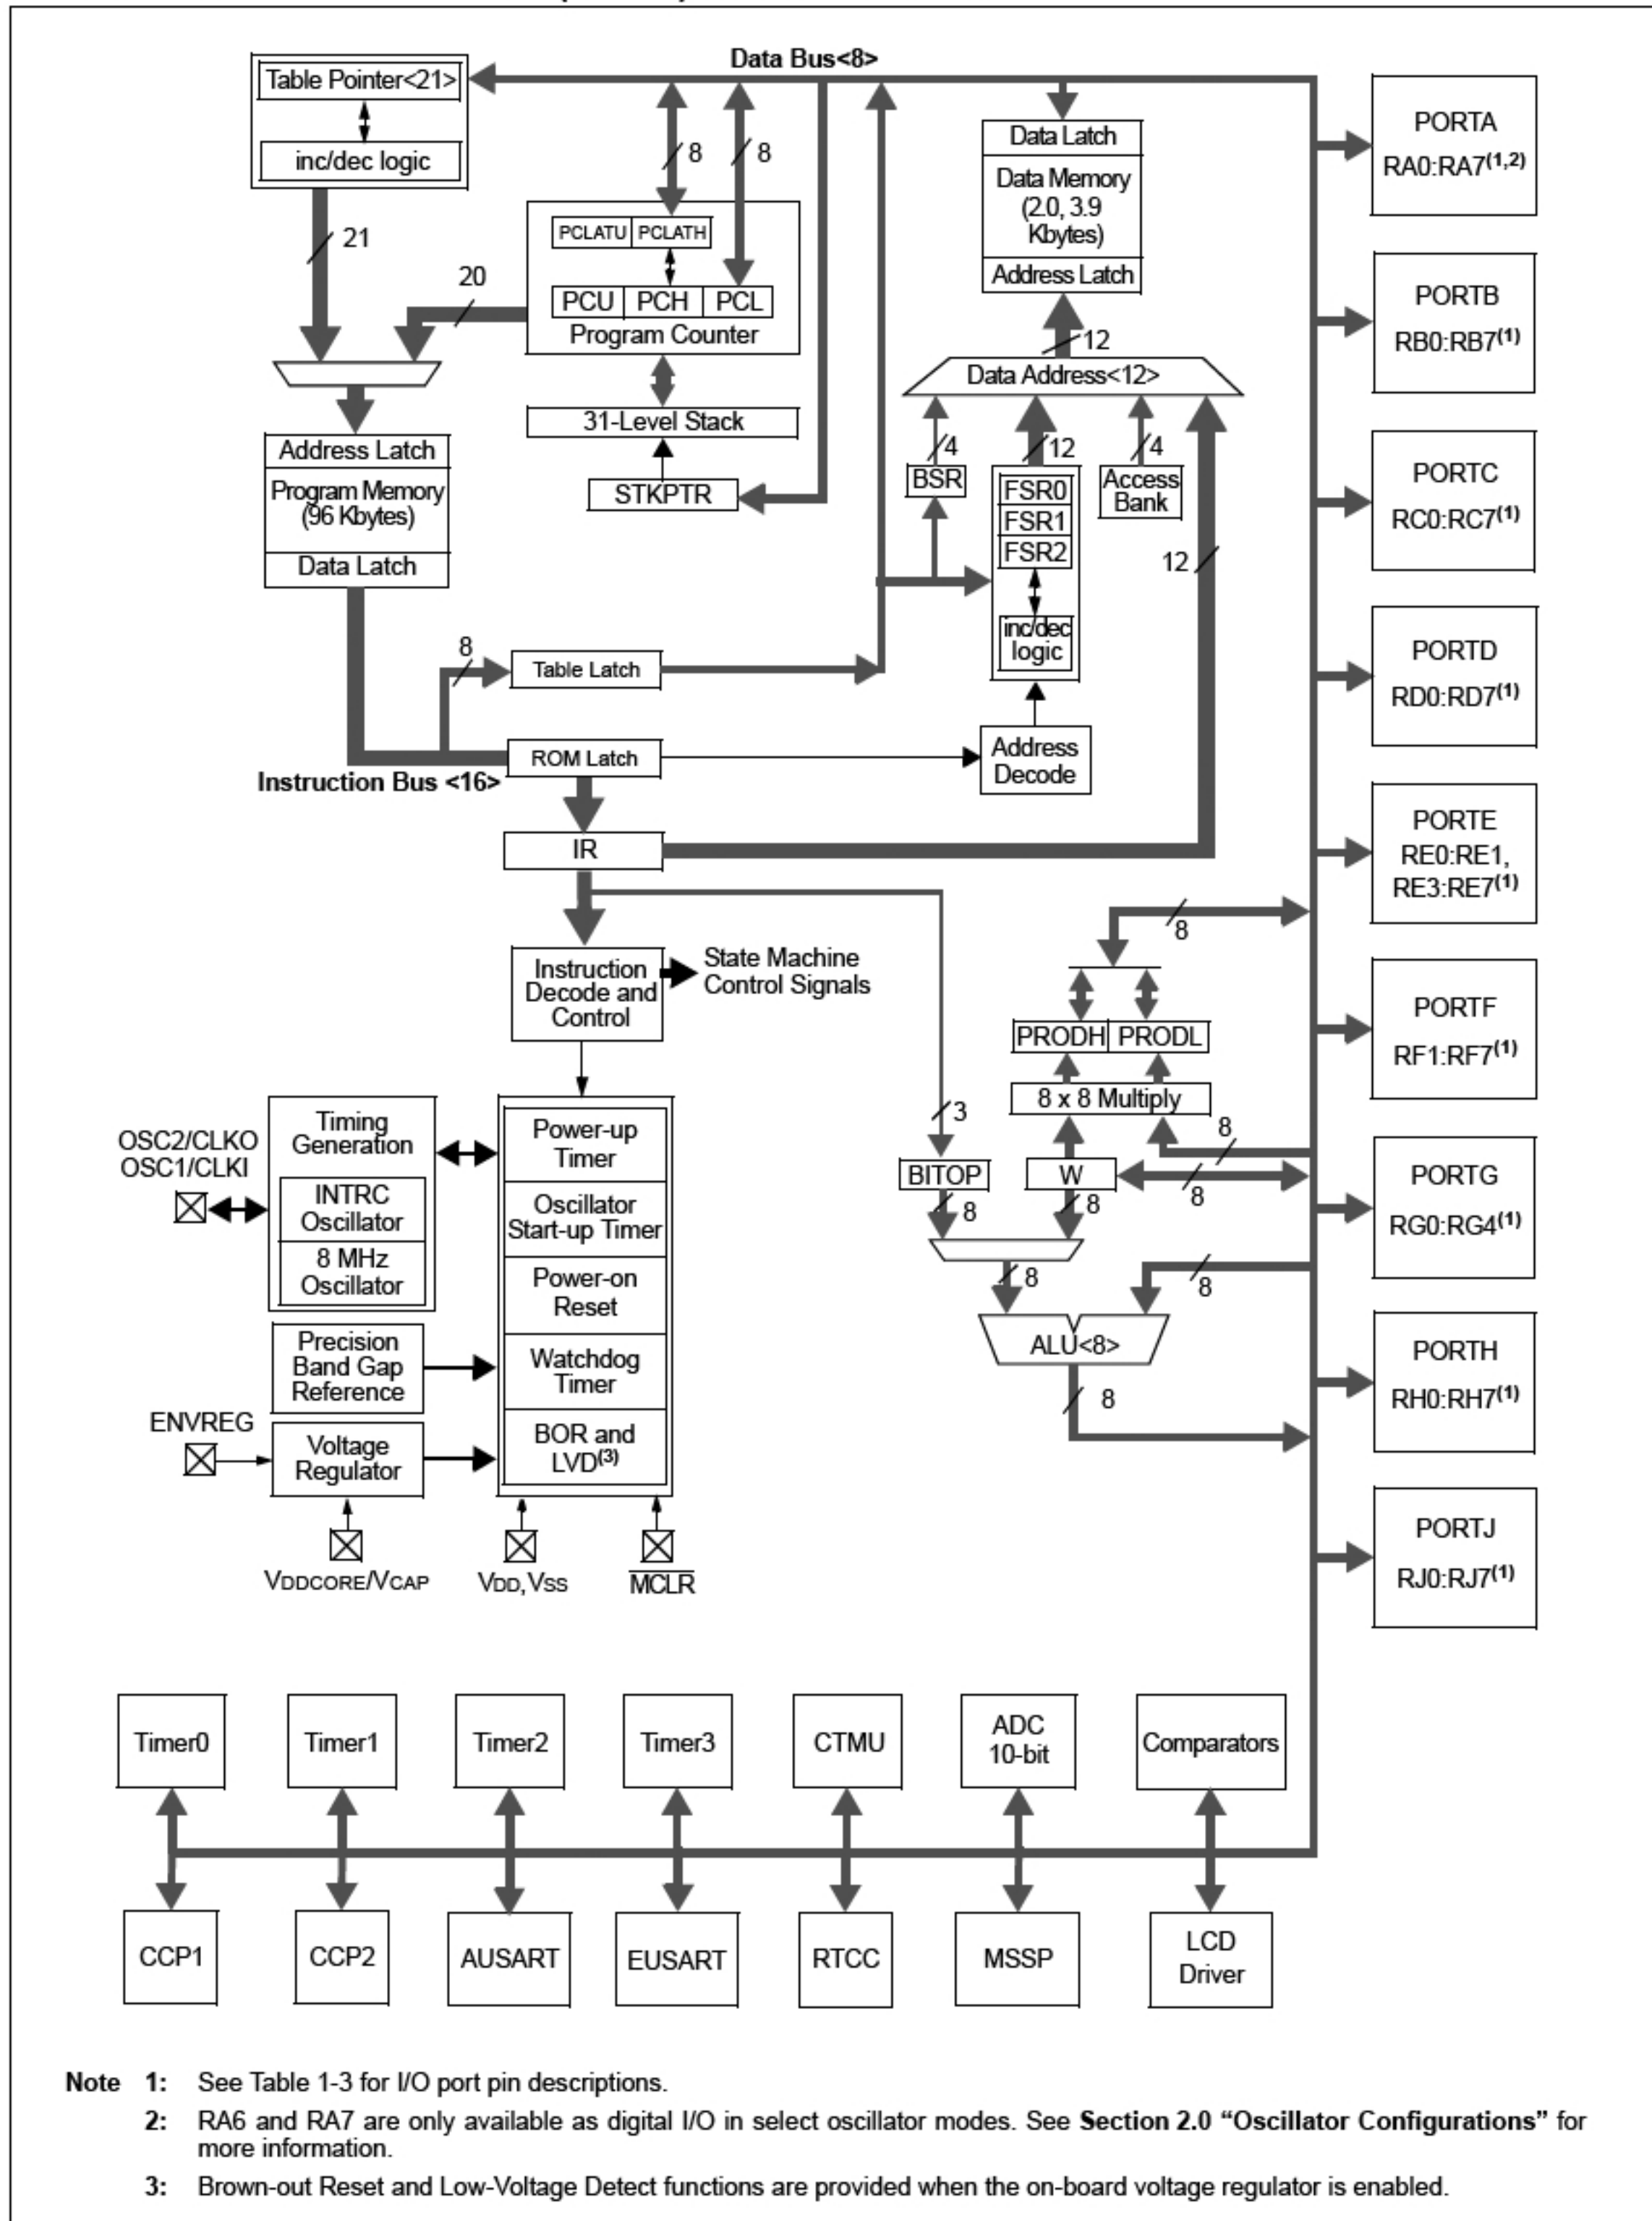 Data Bus<8>
Table Pointer<21>
inc/dec logic
21
20
8
8
PCLATU PCLATH
PCU PCH PCL
Program Counter
31-Level Stack
STKPTR
Address Latch
Program Memory
(96 Kbytes)
Data Latch
8
Table Latch
ROM Latch
Instruction Bus <16>
IR
Data Latch
Data Memory
(2.0, 3.9
Kbytes)
Address Latch
12
Data Address<12>
4
12
4
BSR
FSR0
FSR1
FSR2
inc/dec
logic
Access
Bank
12
Address
Decode
Instruction
Decode and
Control
State Machine
Control Signals
8
PRODH PRODL
8 x 8 Multiply
3
8
BITOP
W
8
8
8
8
8
ALU<8>
8
OSC2/CLKO
OSC1/CLKI
Timing
Generation
INTRC
Oscillator
8 MHz
Oscillator
Precision
Band Gap
Reference
ENVREG
Voltage
Regulator
Power-up
Timer
Oscillator
Start-up Timer
Power-on
Reset
Watchdog
Timer
BOR and
LVD(3)
VDDCORE/VCAP
VDD,VSS
MCLR
PORTA
RA0:RA7(1,2)
PORTB
RB0:RB7(1)
PORTC
RC0:RC7(1)
PORTD
RD0:RD7(1)
PORTE
RE0:RE1,
RE3:RE7(1)
PORTF
RF1:RF7(1)
PORTG
RG0:RG4(1)
PORTH
RH0:RH7(1)
PORTJ
RJ0:RJ7(1)
Timer0
Timer1
Timer2
Timer3
CTMU
ADC
10-bit
Comparators
CCP1
CCP2
AUSART
EUSART
RTCC
MSSP
LCD
Driver
Note 1: See Table 1-3 for I/O port pin descriptions.
2: RA6 and RA7 are only available as digital I/O in select oscillator modes. See Section 2.0 “Oscillator Configurations” for
more information.
3: Brown-out Reset and Low-Voltage Detect functions are provided when the on-board voltage regulator is enabled.